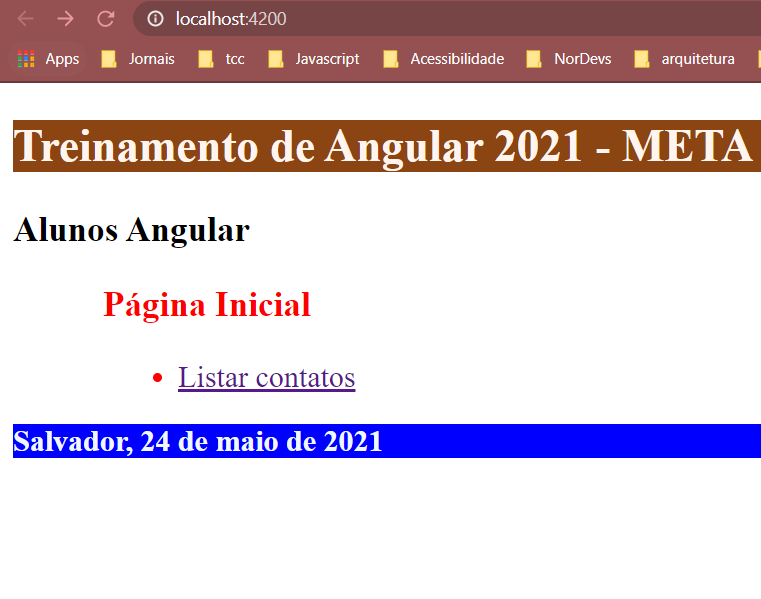 localhost:4200
Apps Jornais tcc Javascript Acessibilidade NorDevs arquitetura
Treinamento de Angular 2021 - META
Alunos Angular
Página Inicial
Listar contatos
Salvador, 24 de maio de 2021